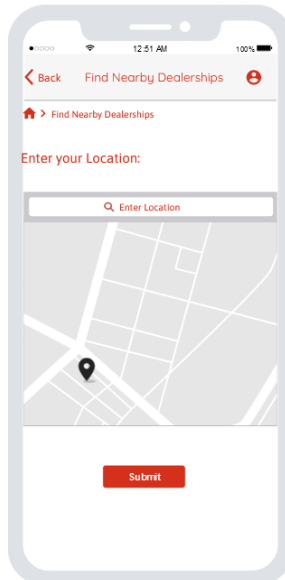 12:51 AM 100%
Back Find Nearby Dealerships
> Find Nearby Dealerships
Enter your Location:
Enter Location
Submit